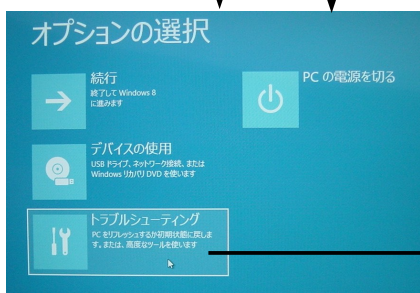 オプションの選択
続行
終了して Windows 8
に進みます
PC の電源を切る
デバイスの使用
USB ドライブ、ネットワーク接続、または
Windows リカバリ DVD を使います
トラブルシューティング
PC をリフレッシュするか初期状態に戻しま
す。または、高度なツールを使います